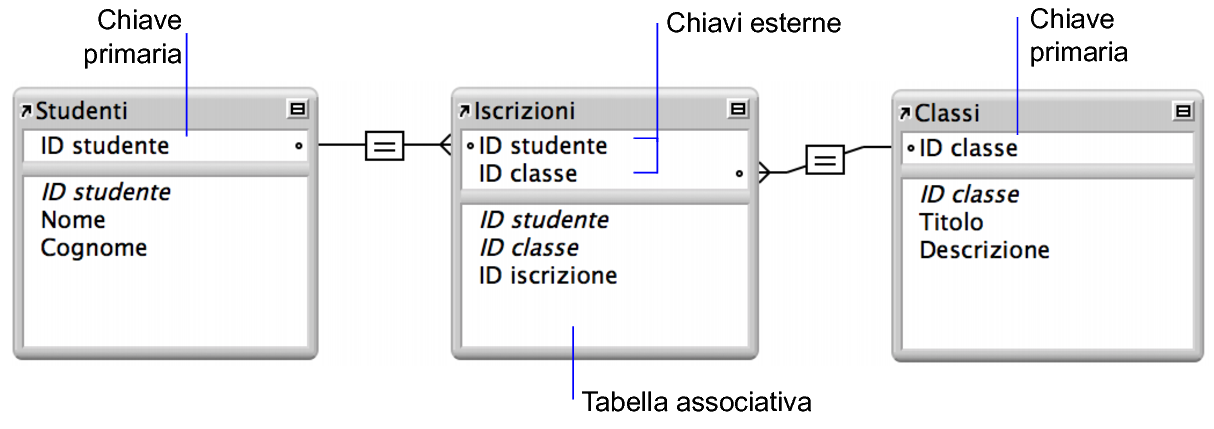 Chiave
primaria
Chiavi esterne
Chiave
primaria
Studenti
ID studente
ID studente
Nome
Cognome
Iscrizioni
ID studente
ID classe
ID studente
ID classe
ID iscrizione
Classi
ID classe
ID classe
Titolo
Descrizione
Tabella associativa